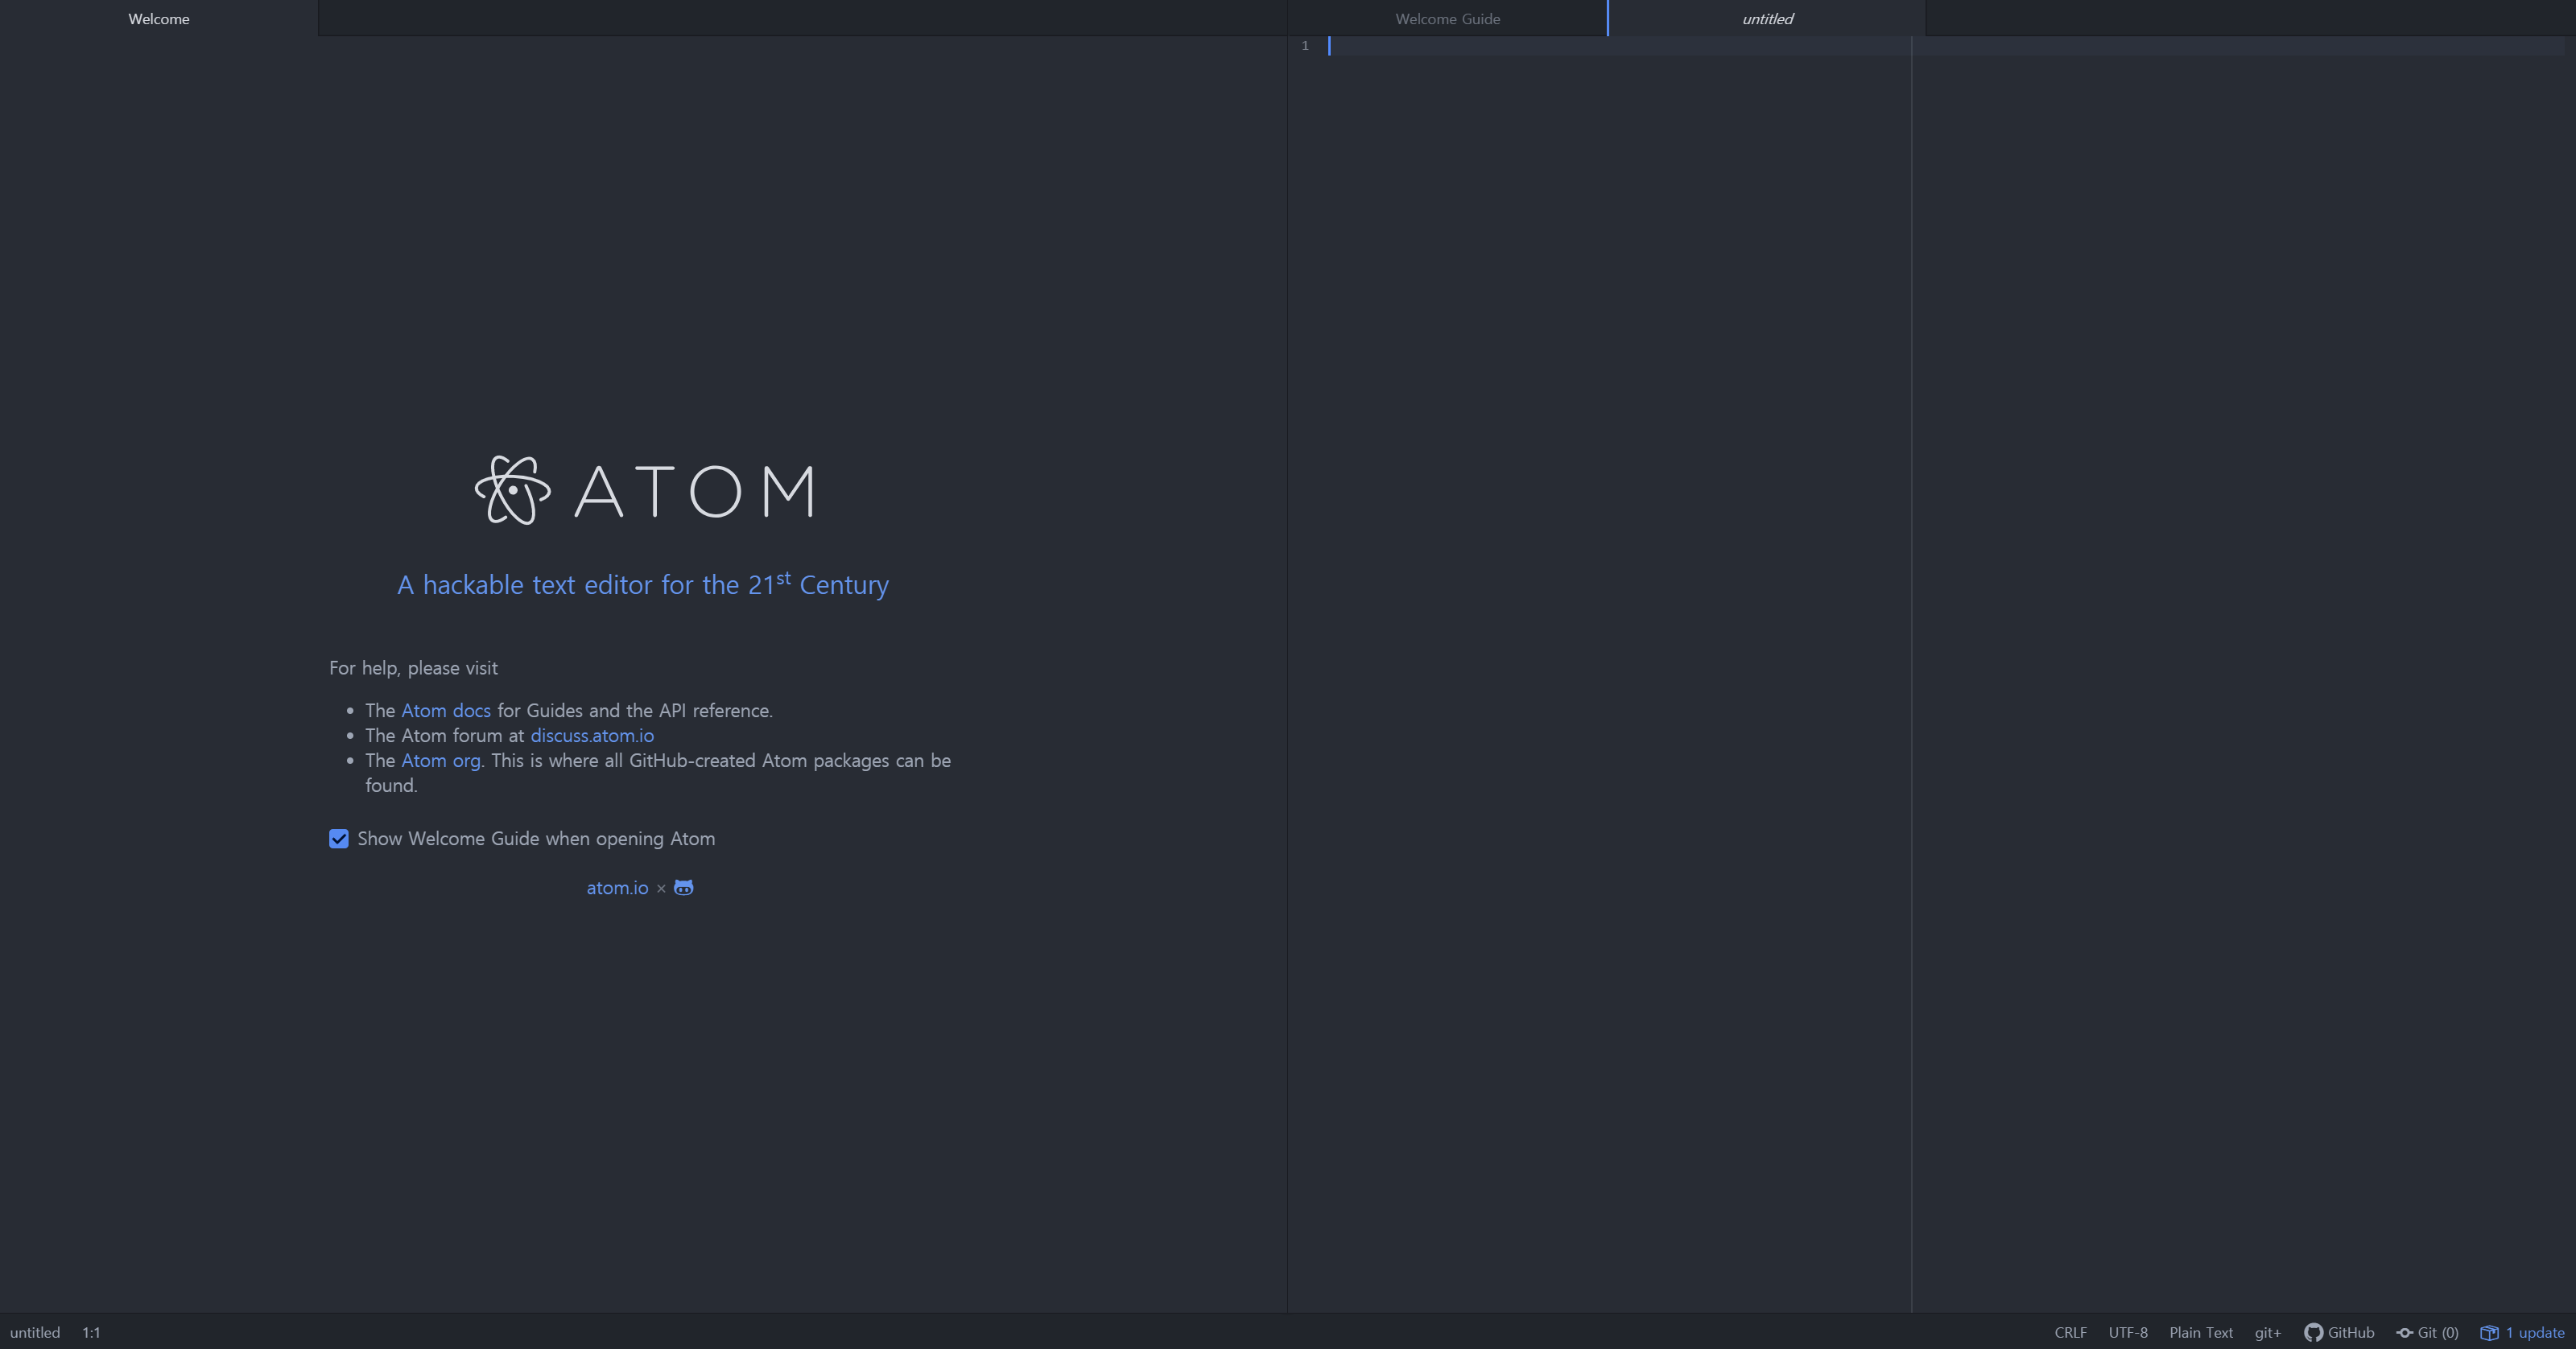 Welcome
Welcome Guide
untitled
1
ATOM
A hackable text editor for the 21st Century
For help, please visit
The Atom docs for Guides and the API reference.
The Atom forum at discuss.atom.io
The Atom org. This is where all GitHub-created Atom packages can be
found.
Show Welcome Guide when opening Atom
atom.io ×
untitled 1:1
CRLF UTF-8 Plain Text git+ GitHub Git (0) 1 update